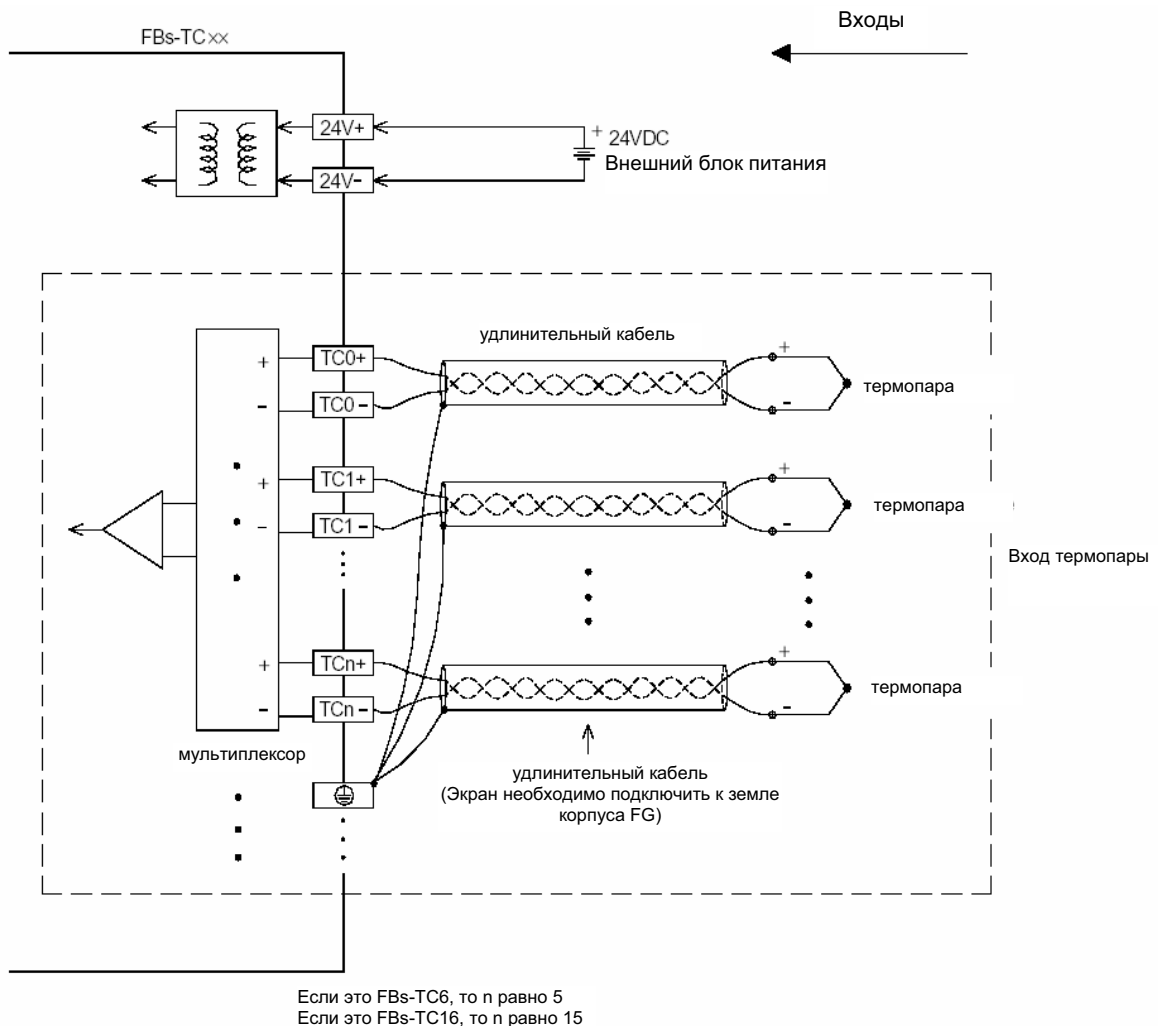 Входы
FBs-TC××
24V+
+ 24VDC
Внешний блок питания
24V−
удлинительный кабель
+ TC0+ +
термопара
− TC0 − -
+ TC1+ +
термопара
− TC1 − -
Вход термопары
+ TCn+ +
термопара
− TCn − -
мультиплексор
удлинительный кабель
(Экран необходимо подключить к земле
корпуса FG)
Если это FBs-TC6, то n равно 5
Если это FBs-TC16, то n равно 15